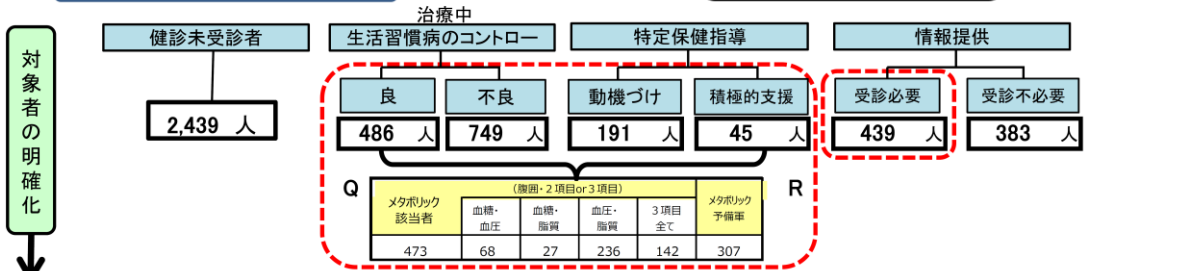 治療中
健診未受診者
生活習慣病のコントロー
特定保健指導
情報提供
対象者の明確化
良
不良
動機づけ
積極的支援
受診必要
受診不必要
2,439 人
486 人
749 人
191 人
45 人
439 人
383 人
Q
R
メタボリック
該当者
(腹囲・2項目or3項目)
メタボリック
予備軍
血糖・
血圧
血糖・
脂質
血圧・
脂質
3項目
全て
473 68 27 236 142 307